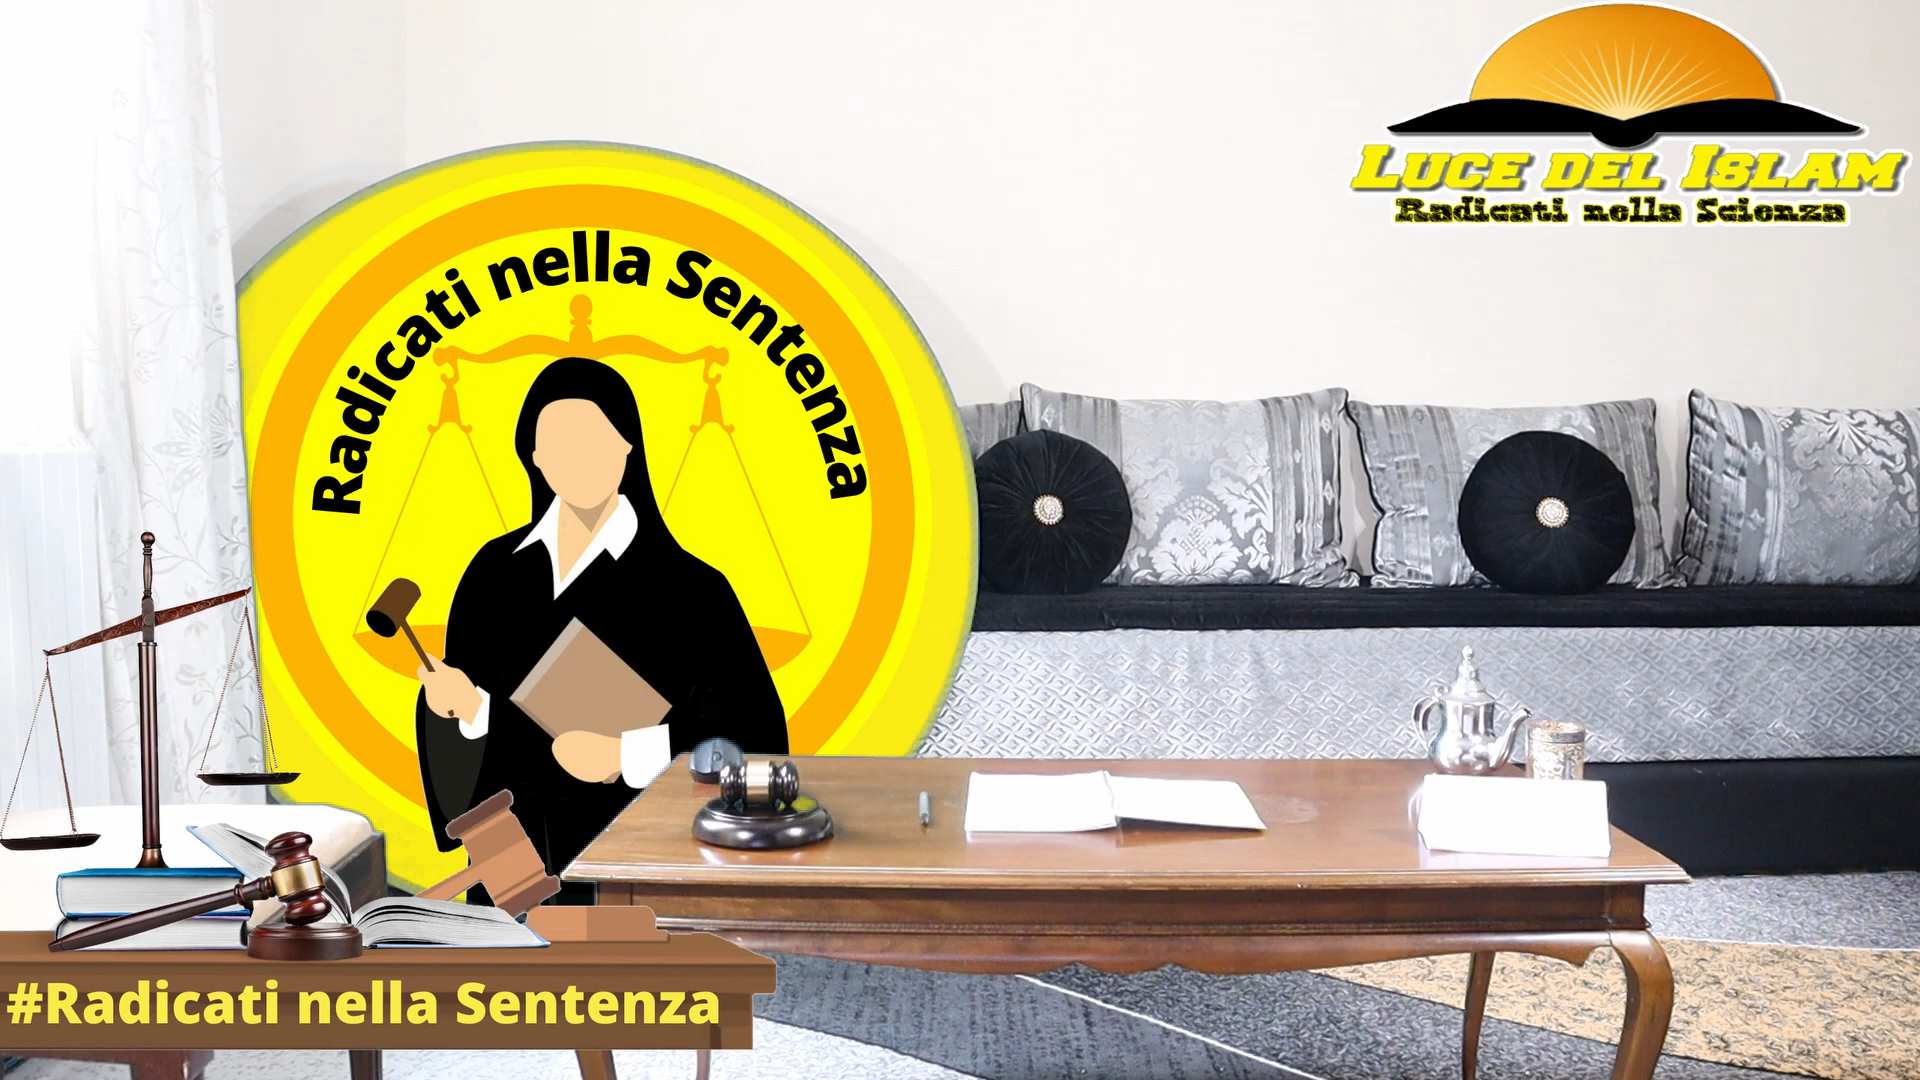 Luce del Islam
Radicati nella Scienza
Radicati nella Sentenza
#Radicati nella Sentenza